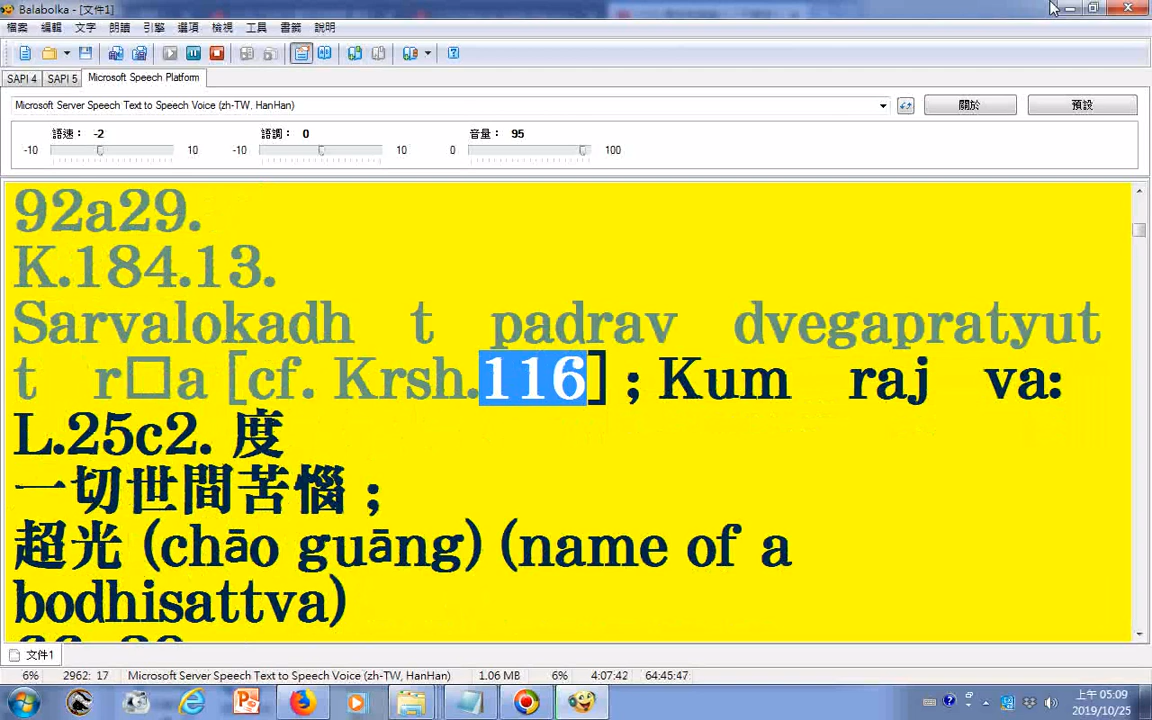 Balabolka - [文件1]
檔案 編輯 文字 朗讀 引擎 選項 檢視 工具 書籤 說明
SAPI 4 SAPI 5 Microsoft Speech Platform
Microsoft Server Speech Text to Speech Voice (zh-TW, HanHan) 關於 預設
語速: -2 語調: 0 音量: 95
-10 10 -10 10 0 100
92a29.
K.184.13.
Sarvalokadh t padrav dvegapratyut
t r□a [cf. Krsh.116] ; Kum raj va:
L.25c2. 度
一切世間苦惱 ;
超光 (chāo guāng) (name of a
bodhisattva)
文件1
6% 2962: 17 Microsoft Server Speech Text to Speech Voice (zh-TW, HanHan) 1.06 MB 6% 4:07:42 64:45:47
上午 05:09
2019/10/25